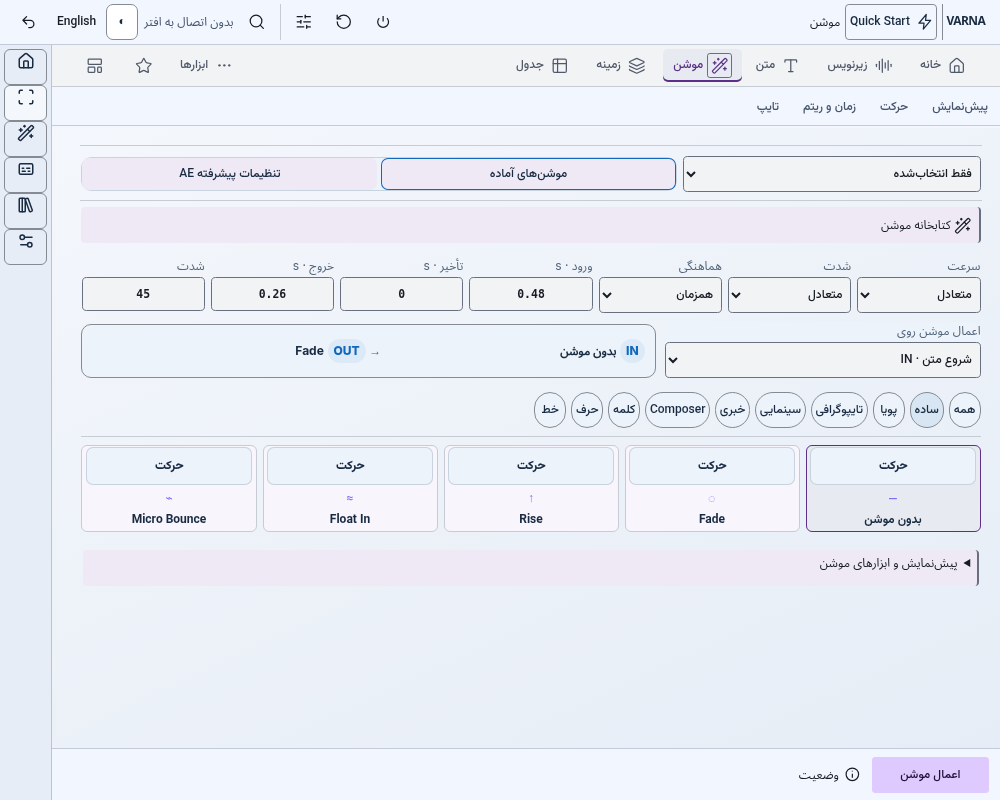 VARNA Quick Start موشن بدون اتصال به افتر English
خانه زیرنویس متن موشن زمینه جدول ابزارها
پیش‌نمایش حرکت زمان و ریتم تایپ
فقط انتخاب‌شده موشن‌های آماده تنظیمات پیشرفته AE
کتابخانه موشن
سرعت شدت هماهنگی ورود · s تأخیر · s خروج · s شدت
متعادل متعادل همزمان 0.48 0 0.26 45
اعمال موشن روی
شروع متن · IN
IN بدون موشن → OUT Fade
همه ساده پویا تایپوگرافی سینمایی خبری Composer کلمه حرف خط
حرکت حرکت حرکت حرکت حرکت
بدون موشن Fade Rise Float In Micro Bounce
پیش‌نمایش و ابزارهای موشن
اعمال موشن وضعیت